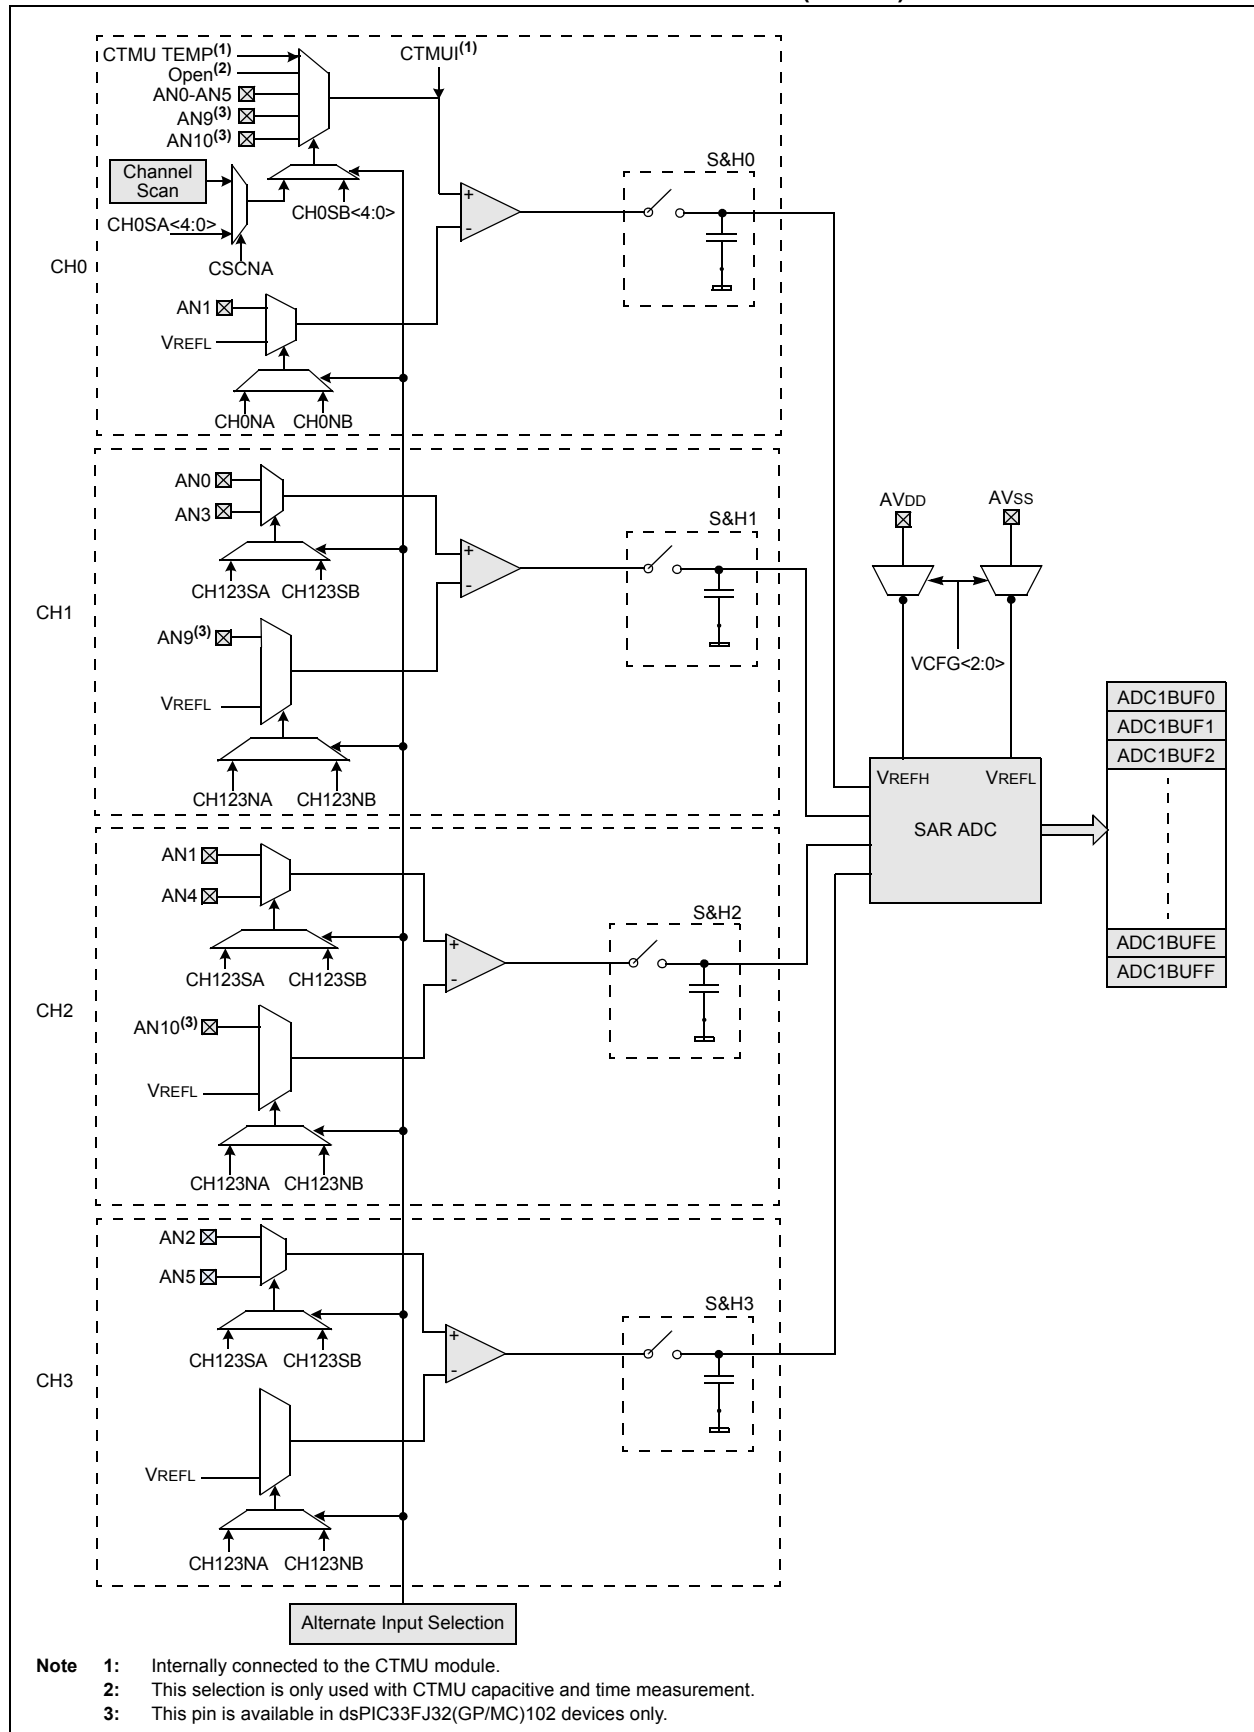 CTMU TEMP(1)
Open(2)
AN0-AN5
AN9(3)
AN10(3)
CTMUI(1)
Channel
Scan
CH0SA<4:0>
CH0SB<4:0>
CSCNA
S&H0
+
-
CH0
AN1
VREFL
CH0NA CH0NB
AN0
AN3
CH123SA CH123SB
S&H1
+
-
CH1
AN9(3)
VREFL
CH123NA CH123NB
AVDD AVSS
VCFG<2:0>
VREFH VREFL
SAR ADC
ADC1BUF0
ADC1BUF1
ADC1BUF2
ADC1BUFE
ADC1BUFF
AN1
AN4
CH123SA CH123SB
S&H2
+
-
CH2
AN10(3)
VREFL
CH123NA CH123NB
AN2
AN5
CH123SA CH123SB
S&H3
+
-
CH3
VREFL
CH123NA CH123NB
Alternate Input Selection
Note 1: Internally connected to the CTMU module.
2: This selection is only used with CTMU capacitive and time measurement.
3: This pin is available in dsPIC33FJ32(GP/MC)102 devices only.